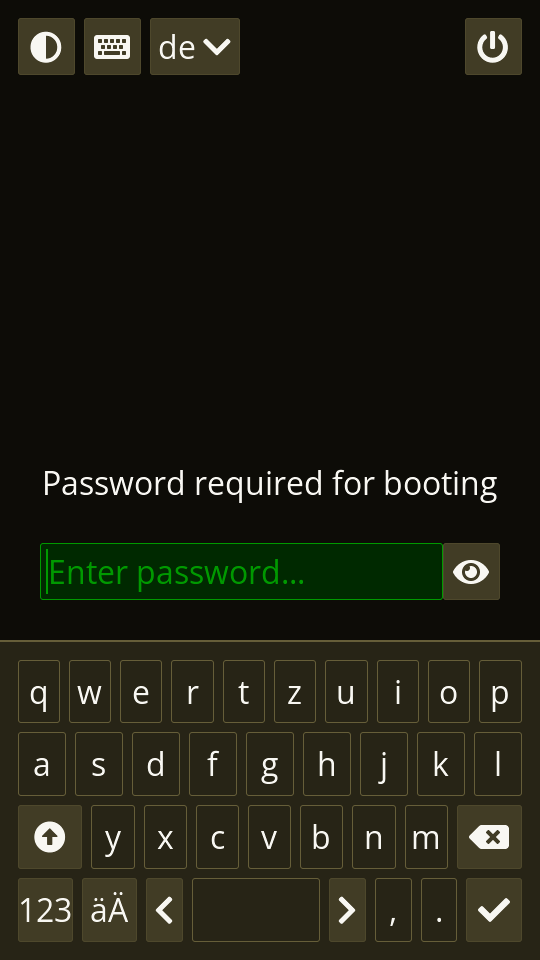 de
Password required for booting
Enter password...
q w e r t z u i o p
a s d f g h j k l
y x c v b n m
123 äÄ , .